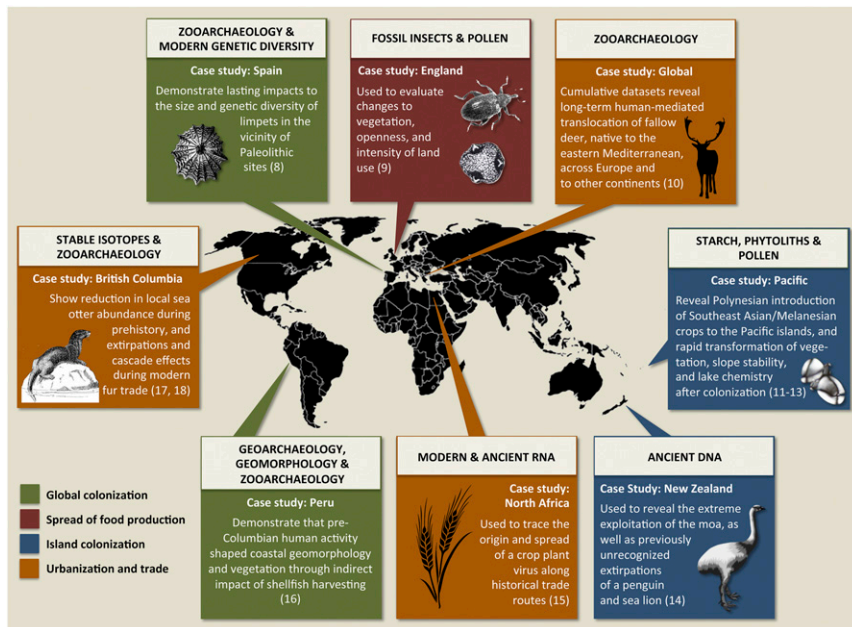 ZOOARCHAEOLOGY &
MODERN GENETIC DIVERSITY
Case study: Spain
Demonstrate lasting impacts to
the size and genetic diversity of
limpets in the
vicinity of
Paleolithic
sites (8)
FOSSIL INSECTS & POLLEN
Case study: England
Used to evaluate
changes to
vegetation,
openness, and
intensity of land
use (9)
ZOOARCHAEOLOGY
Case study: Global
Cumulative datasets reveal
long-term human-mediated
translocation of fallow
deer, native to the
eastern Mediterranean,
across Europe and
to other continents (10)
STABLE ISOTOPES &
ZOOARCHAEOLOGY
Case study: British Columbia
Show reduction in local sea
otter abundance during
prehistory, and
extirpations and
cascade effects
during modern
fur trade (17, 18)
STARCH, PHYTOLITHS &
POLLEN
Case study: Pacific
Reveal Polynesian introduction
of Southeast Asian/Melanesian
crops to the Pacific islands, and
rapid transformation of vege-
tation, slope stability,
and lake chemistry
after colonization (11-13)
GEOARCHAEOLOGY,
GEOMORPHOLOGY &
ZOOARCHAEOLOGY
Case study: Peru
Demonstrate that pre-
Columbian human activity
shaped coastal geomorphology
and vegetation through indirect
impact of shellfish harvesting
(16)
MODERN & ANCIENT RNA
Case study:
North Africa
Used to trace the
origin and spread
of a crop plant
virus along
historical trade
routes (15)
ANCIENT DNA
Case Study: New Zealand
Used to reveal the extreme
exploitation of the moa, as
well as previously
unrecognized
extirpations
of a penguin
and sea lion (14)
Global colonization
Spread of food production
Island colonization
Urbanization and trade